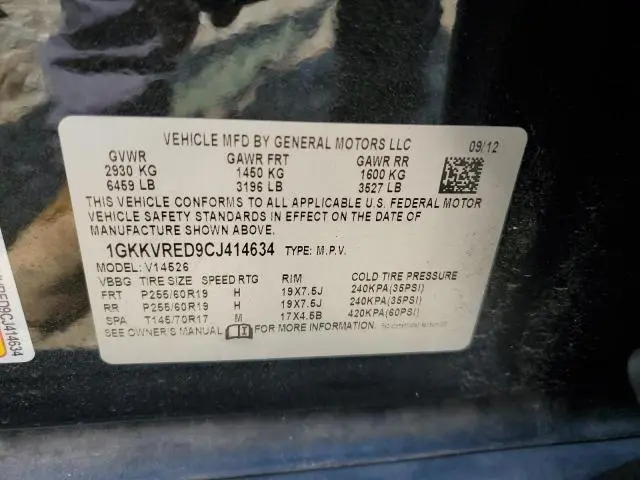 VEHICLE MFD BY GENERAL MOTORS LLC 09/12
GVWR GAWR FRT GAWR RR
2930 KG 1450 KG 1600 KG
6459 LB 3196 LB 3527 LB
THIS VEHICLE CONFORMS TO ALL APPLICABLE U.S. FEDERAL MOTOR
VEHICLE SAFETY STANDARDS IN EFFECT ON THE DATE OF
MANUFACTURE SHOWN ABOVE.
1GKKVRED9CJ414634 TYPE: M.P.V.
MODEL: V14526
VBBG TIRE SIZE SPEED RTG RIM COLD TIRE PRESSURE
FRT P255/60R19 H 19X7.5J 240KPA(35PSI)
RR P255/60R19 H 19X7.5J 240KPA(35PSI)
SPA T145/70R17 M 17X4.5B 420KPA(60PSI)
SEE OWNER'S MANUAL FOR MORE INFORMATION.
RED9CJ414634